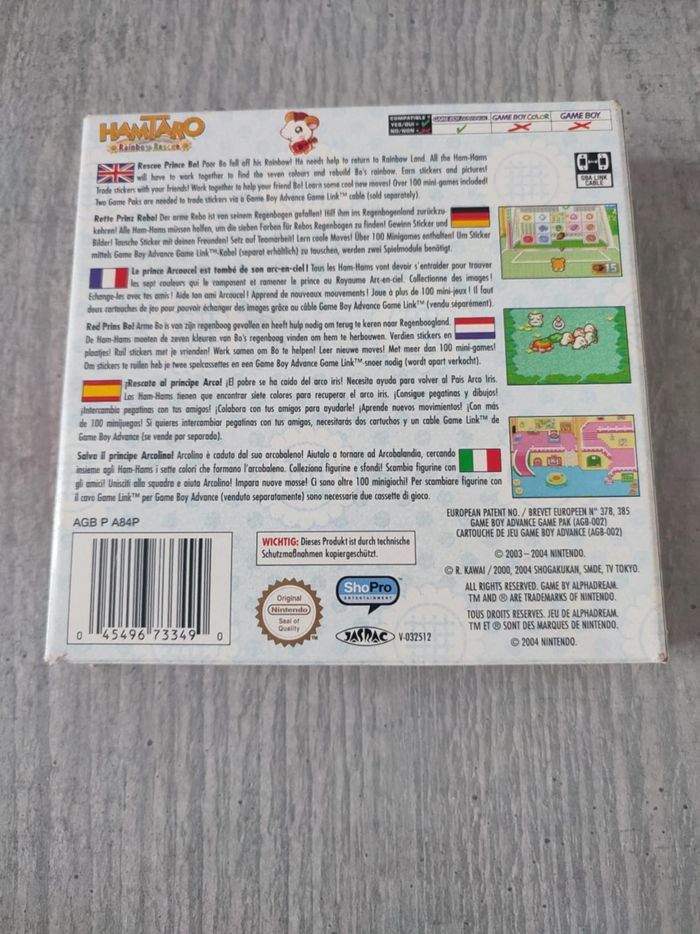 HAMTARO
Rainbow Rescue
COMPATIBLE
YES/OUI =
NO/NON =
GAME BOY ADVANCE
GAME BOY COLOR
GAME BOY
GBA LINK
CABLE
Rescue Prince Bo! Poor Bo fell off his Rainbow! He needs help to return to Rainbow Land. All the Ham-Hams
will have to work together to find the seven colours and rebuild Bo's rainbow. Earn stickers and pictures!
Trade stickers with your friends! Work together to help your friend Bo! Learn some cool new moves! Over 100 mini-games included!
Two Game Paks are needed to trade stickers via a Game Boy Advance Game Link™ cable (sold separately).
Rette Prinz Rebo! Der arme Rebo ist von seinem Regenbogen gefallen! Hilf ihm ins Regenbogenland zurückzu-
kehren! Alle Ham-Hams müssen helfen, um die sieben Farben für Rebos Regenbogen zu finden! Gewinn Sticker und
Bilder! Tausche Sticker mit deinen Freunden! Setz auf Teamarbeit! Lern coole Moves! Über 100 Minigames enthalten! Um Sticker
mittels Game Boy Advance Game Link™-Kabel (separat erhältlich) zu tauschen, werden zwei Spielmodule benötigt.
Le prince Arcoucel est tombé de son arc-en-ciel ! Tous les Ham-Hams vont devoir s'entraider pour trouver
les sept couleurs qui le composent et ramener le prince au Royaume Arc-en-ciel. Collectionne des images !
Echange-les avec tes amis ! Aide ton ami Arcoucel ! Apprend de nouveaux mouvements ! Joue à plus de 100 mini-jeux ! Il faut
deux cartouches de jeu pour pouvoir échanger des images grâce au câble Game Boy Advance Game Link™ (vendu séparément).
Red Prins Bo! Arme Bo is van zijn regenboog gevallen en heeft hulp nodig om terug te keren naar Regenboogland.
De Ham-Hams moeten de zeven kleuren van Bo's regenboog vinden om hem te herbouwen. Verdien stickers en
plaatjes! Ruil stickers met je vrienden! Werk samen om Bo te helpen! Leer nieuwe moves! Met meer dan 100 mini-games!
Om stickers te ruilen heb je twee spelcassettes en een Game Boy Advance Game Link™-snoer nodig (wordt apart verkocht).
¡Rescata al príncipe Arco! ¡El pobre se ha caído del arco iris! Necesita ayuda para volver al País Arco Iris.
Los Ham-Hams tienen que encontrar siete colores para recuperar el arco iris. ¡Consigue pegatinas y dibujos!
¡Intercambia pegatinas con tus amigos! ¡Colabora con tus amigos para ayudarle! ¡Aprende nuevos movimientos! ¡Con más
de 100 minijuegos! Si quieres intercambiar pegatinas con amigos, necesitarás dos cartuchos y un cable Game Link™ de
Game Boy Advance (se vende por separado).
Salva il principe Arcolino! Arcolino è caduto dal suo arcobaleno! Aiutalo a tornare ad Arcobalandia, cercando
insieme agli Ham-Hams i sette colori che formano l'arcobaleno. Colleziona figurine e sfondi! Scambia figurine con
gli amici! Unisciti alla squadra e aiuta Arcolino! Impara nuove mosse! Ci sono oltre 100 minigiochi! Per scambiare figurine con
il cavo Game Link™ per Game Boy Advance (venduto separatamente) sono necessarie due cassette di gioco.
15
AGB P A84P
0 45496 73349 0
WICHTIG: Dieses Produkt ist durch technische
Schutzmaßnahmen kopiergeschützt.
Original
Nintendo
Seal of
Quality
ShoPro
ENTERTAINMENT
JASRAC
V-032512
EUROPEAN PATENT NO. / BREVET EUROPEEN N° 378, 385
GAME BOY ADVANCE GAME PAK (AGB-002)
CARTOUCHE DE JEU GAME BOY ADVANCE (AGB-002)
© 2003 – 2004 NINTENDO.
© R. KAWAI / 2000, 2004 SHOGAKUKAN, SMDE, TV TOKYO.
ALL RIGHTS RESERVED. GAME BY ALPHADREAM.
TM AND ® ARE TRADEMARKS OF NINTENDO.
TOUS DROITS RESERVES. JEU DE ALPHADREAM.
TM ET ® SONT DES MARQUES DE NINTENDO.
© 2004 NINTENDO.